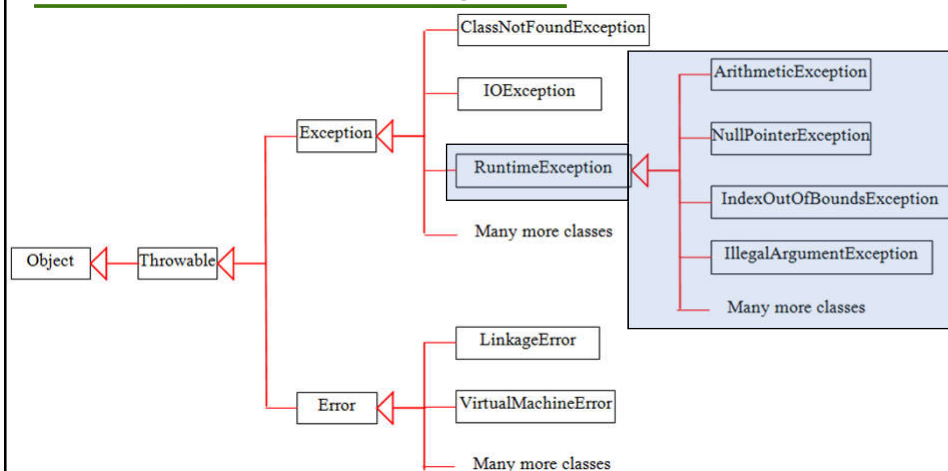 ClassNotFoundException
ArithmeticException
IOException
Exception
NullPointerException
RuntimeException
IndexOutOfBoundsException
Many more classes
Object
Throwable
IllegalArgumentException
Many more classes
LinkageError
Error
VirtualMachineError
Many more classes